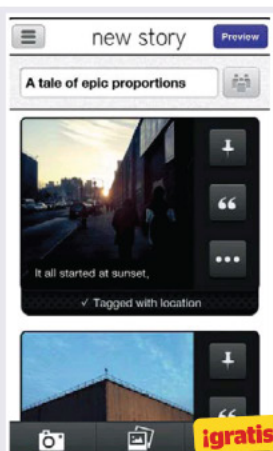 new story
Preview
A tale of epic proportions
It all started at sunset,
✓ Tagged with location
¡gratis